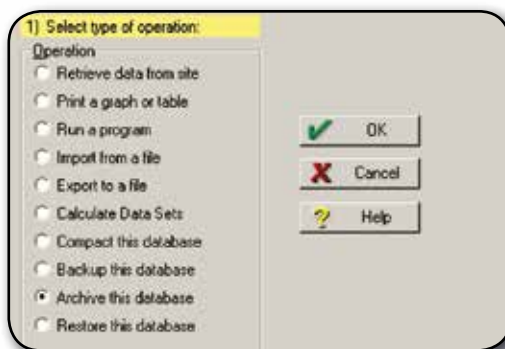 1) Select type of operation:
Operation
Retrieve data from site
Print a graph or table
Run a program
Import from a file
Export to a file
Calculate Data Sets
Compact this database
Backup this database
Archive this database
Restore this database
OK
Cancel
Help